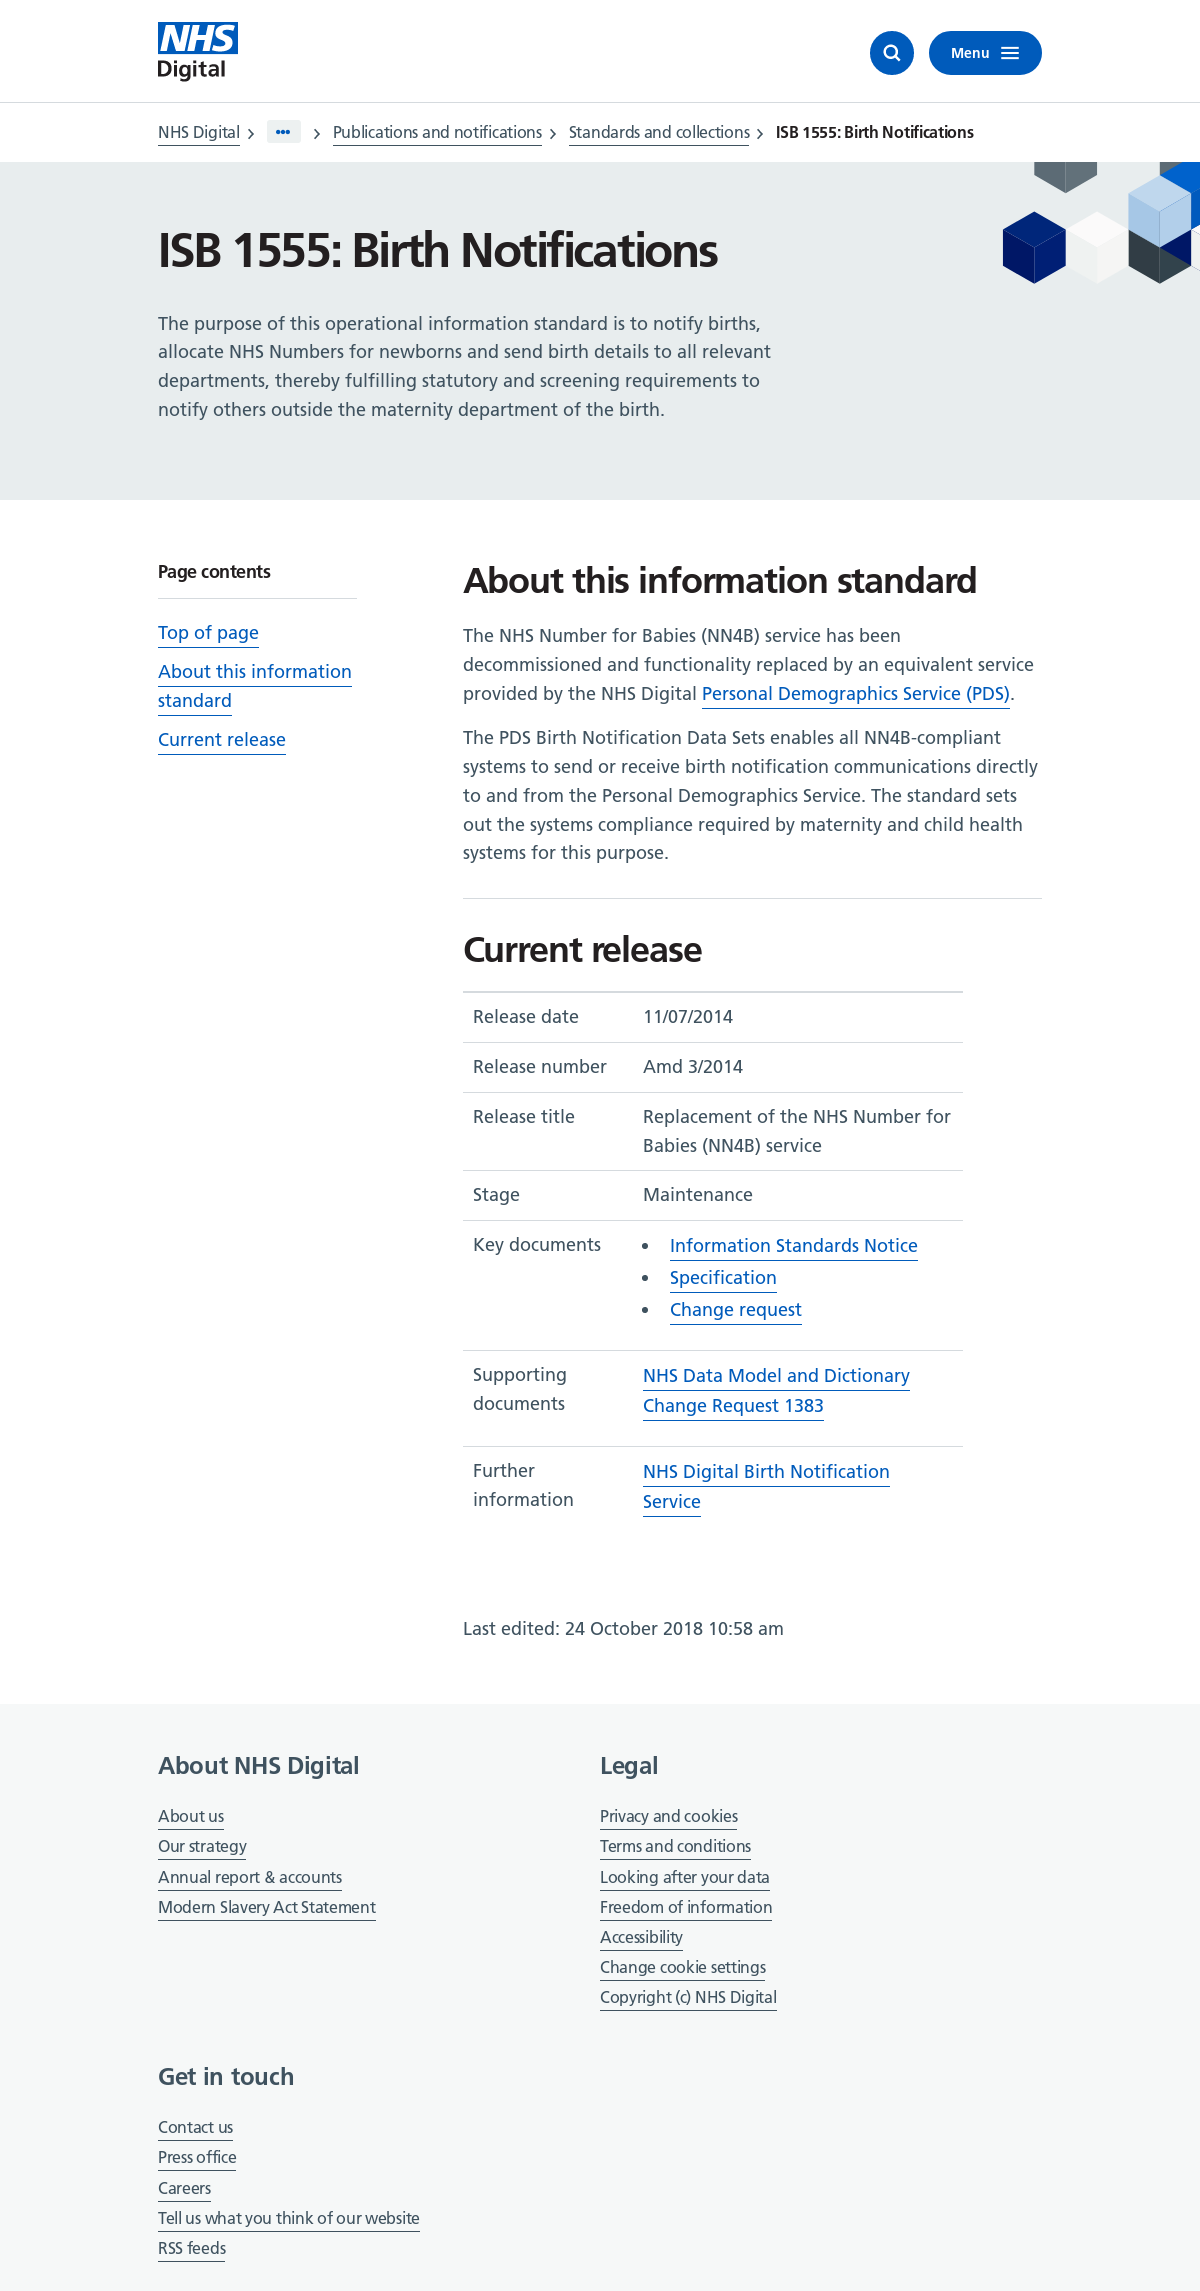 NHS
Digital
Menu
NHS Digital > ••• > Publications and notifications > Standards and collections > ISB 1555: Birth Notifications
ISB 1555: Birth Notifications
The purpose of this operational information standard is to notify births,
allocate NHS Numbers for newborns and send birth details to all relevant
departments, thereby fulfilling statutory and screening requirements to
notify others outside the maternity department of the birth.
Page contents
Top of page
About this information
standard
Current release
About this information standard
The NHS Number for Babies (NN4B) service has been
decommissioned and functionality replaced by an equivalent service
provided by the NHS Digital Personal Demographics Service (PDS).
The PDS Birth Notification Data Sets enables all NN4B-compliant
systems to send or receive birth notification communications directly
to and from the Personal Demographics Service. The standard sets
out the systems compliance required by maternity and child health
systems for this purpose.
Current release
Release date 11/07/2014
Release number Amd 3/2014
Release title Replacement of the NHS Number for
Babies (NN4B) service
Stage Maintenance
Key documents • Information Standards Notice
• Specification
• Change request
Supporting NHS Data Model and Dictionary
documents Change Request 1383
Further NHS Digital Birth Notification
information Service
Last edited: 24 October 2018 10:58 am
About NHS Digital
About us
Our strategy
Annual report & accounts
Modern Slavery Act Statement
Legal
Privacy and cookies
Terms and conditions
Looking after your data
Freedom of information
Accessibility
Change cookie settings
Copyright (c) NHS Digital
Get in touch
Contact us
Press office
Careers
Tell us what you think of our website
RSS feeds